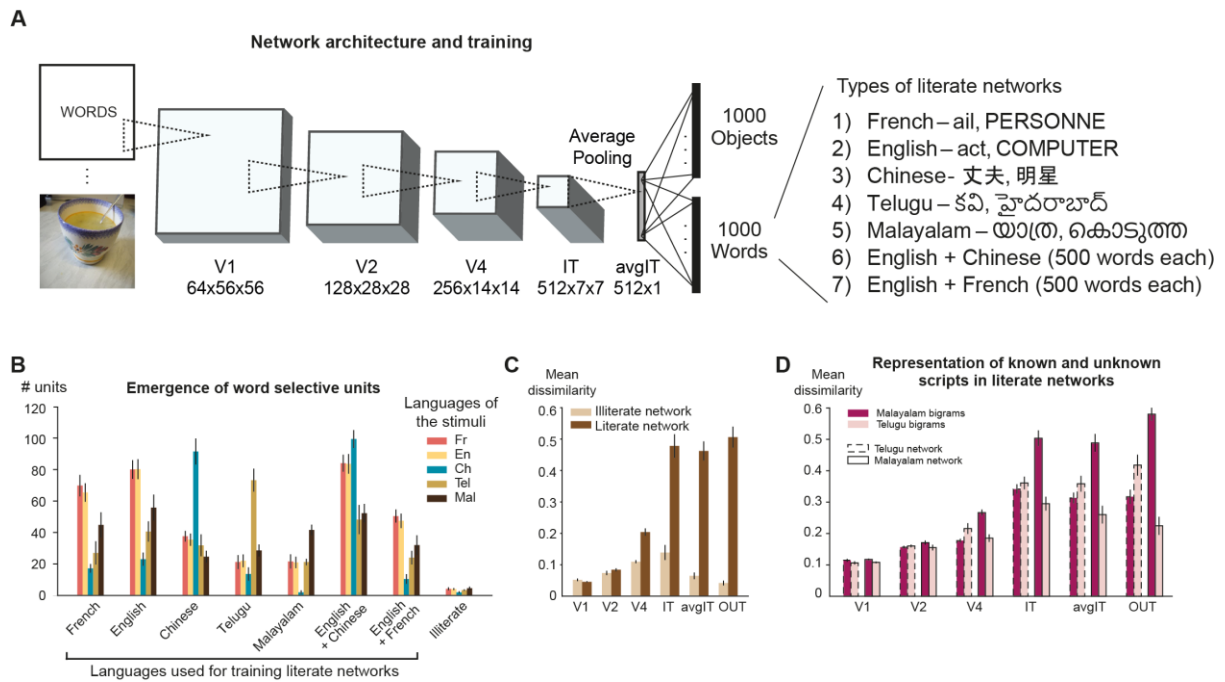 A
Network architecture and training
WORDS
Average
Pooling
1000
Objects
1000
Words
V1
64x56x56
V2
128x28x28
V4
256x14x14
IT
512x7x7
avgIT
512x1
Types of literate networks
1) French – ail, PERSONNE
2) English – act, COMPUTER
3) Chinese- 丈夫, 明星
4) Telugu – కవి, హైదరాబాద్
5) Malayalam – യാത്ര, കൊടുത്ത
6) English + Chinese (500 words each)
7) English + French (500 words each)
B
# units
Emergence of word selective units
120
100
80
60
40
20
0
Languages of
the stimuli
Fr
En
Ch
Tel
Mal
French
English
Chinese
Telugu
Malayalam
English
+ Chinese
English
+ French
Illiterate
Languages used for training literate networks
C
Mean
dissimilarity
0.6
0.5
0.4
0.3
0.2
0.1
0
Illiterate network
Literate network
V1 V2 V4 IT avgIT OUT
D
Representation of known and unknown
scripts in literate networks
Mean
dissimilarity
0.6
0.5
0.4
0.3
0.2
0.1
0
Malayalam bigrams
Telugu bigrams
Telugu network
Malayalam network
V1 V2 V4 IT avgIT OUT